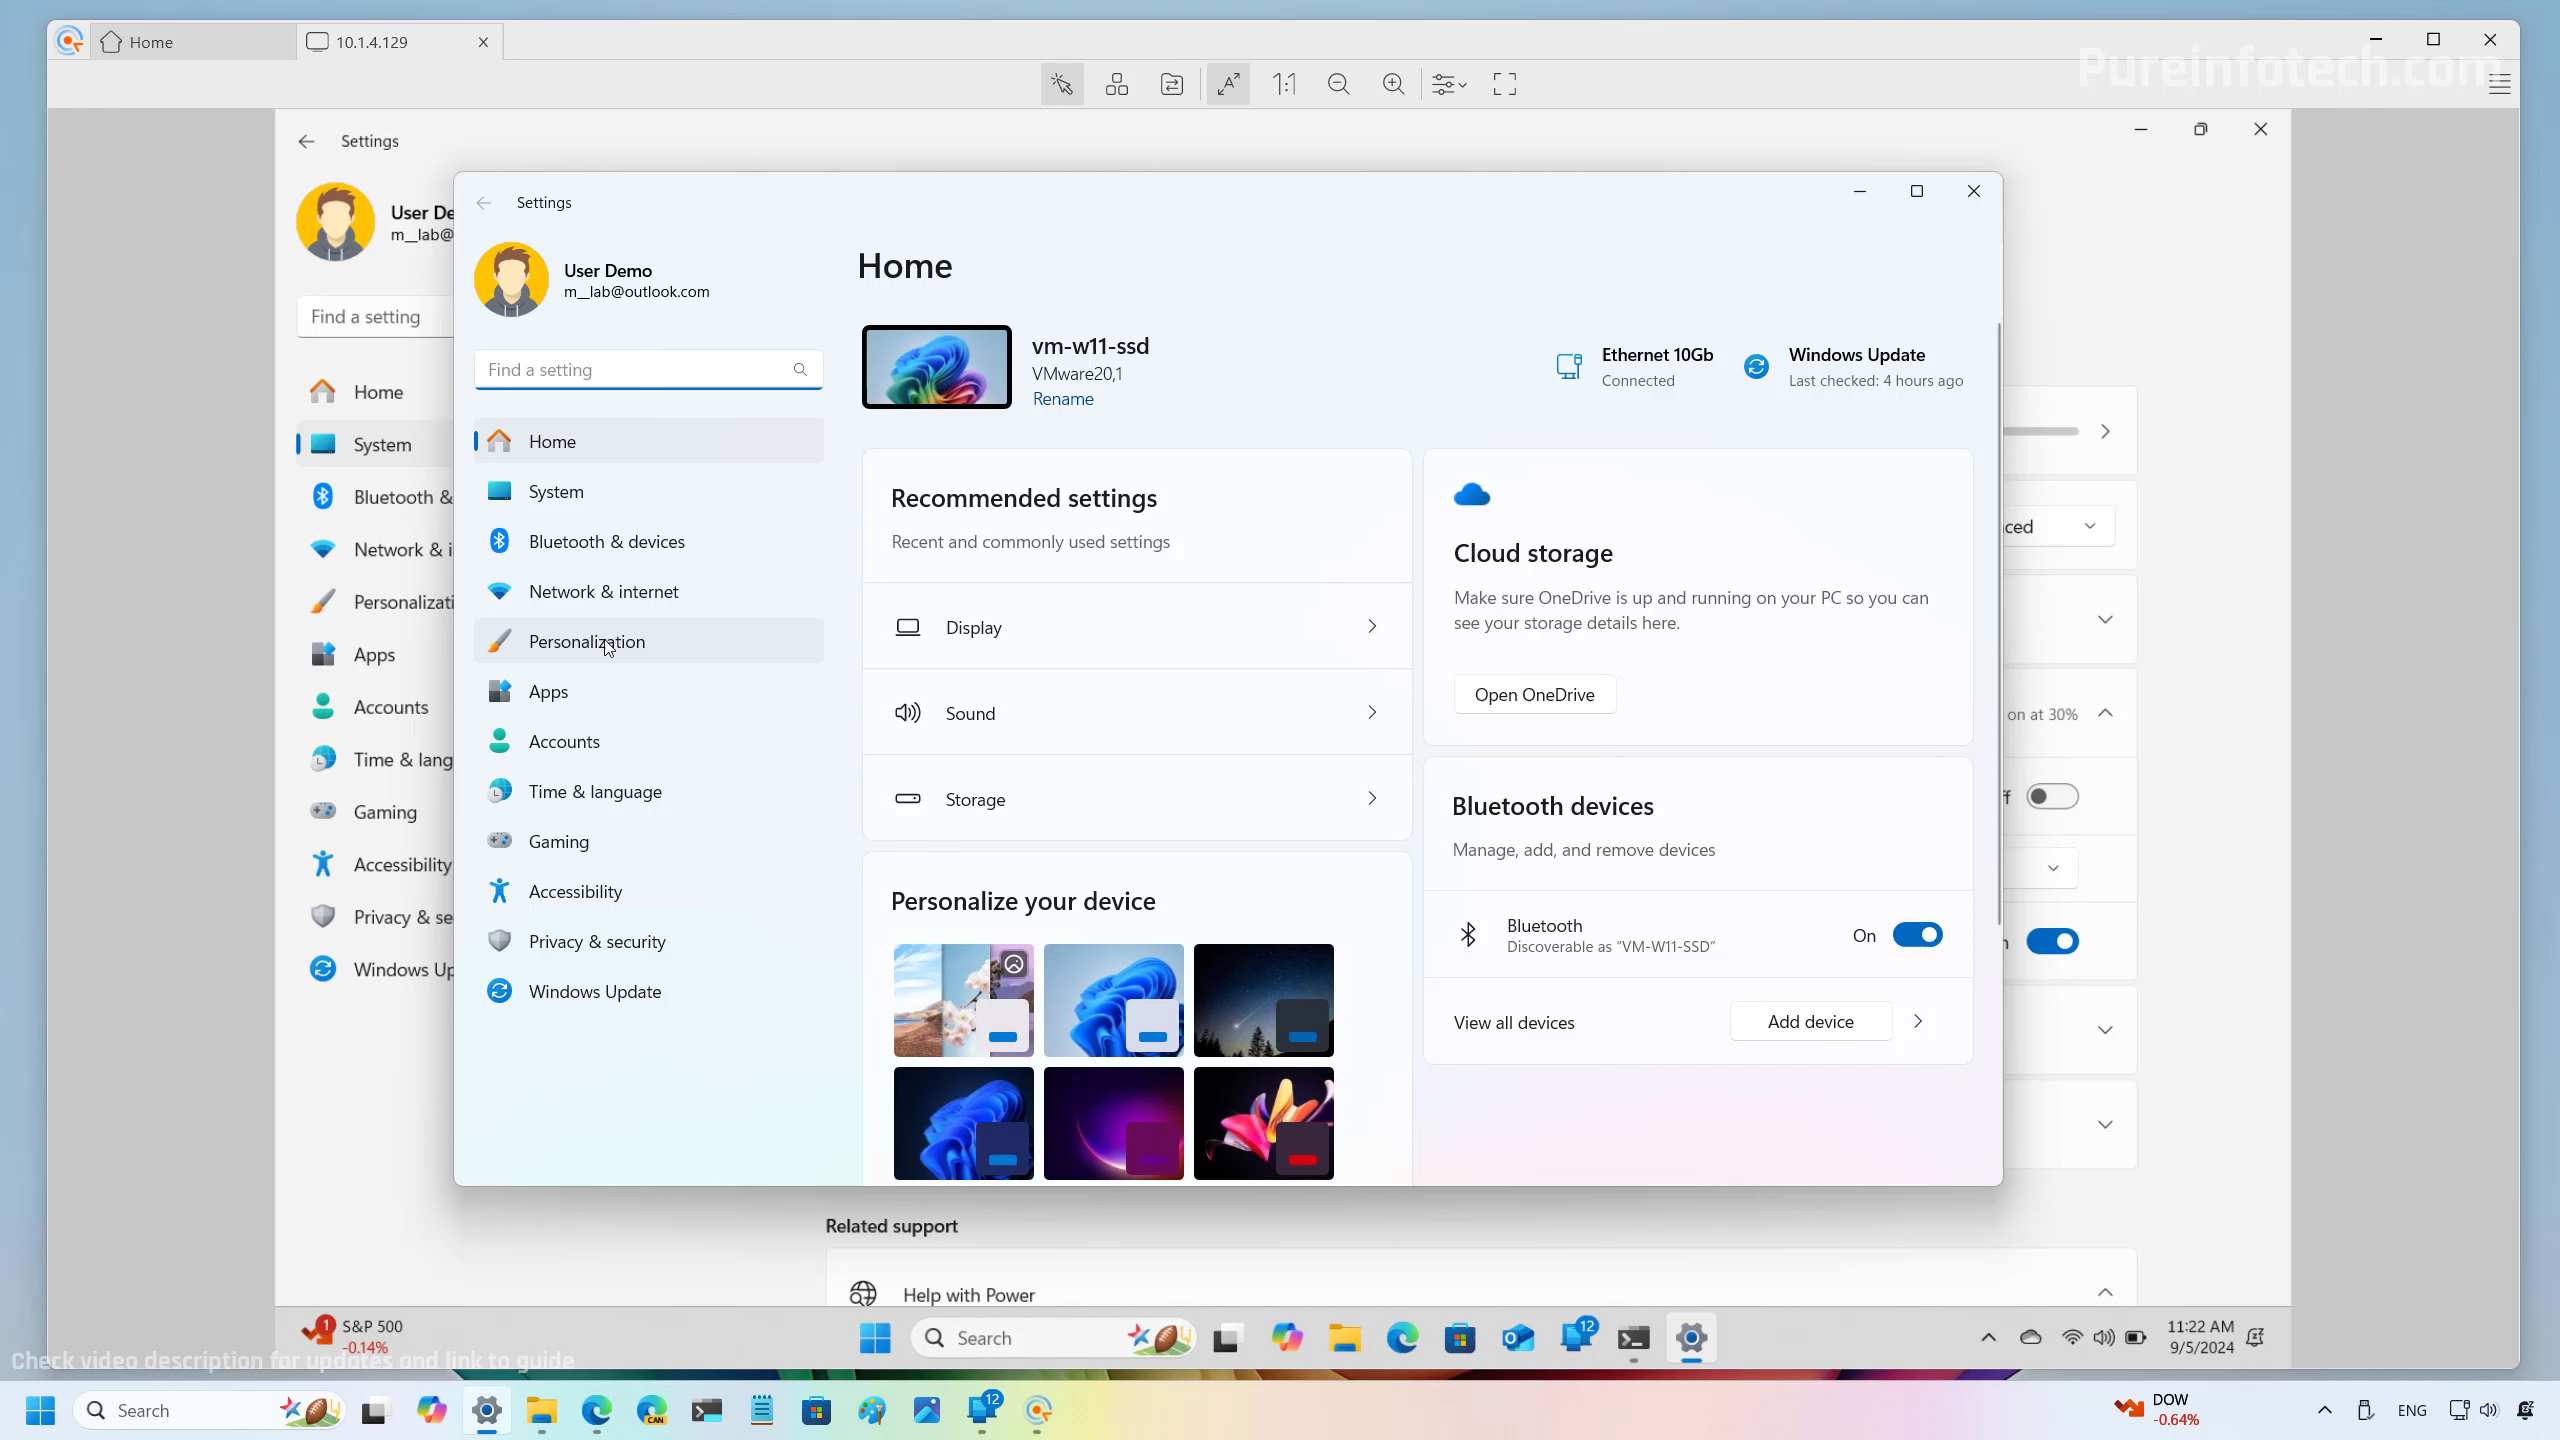 Home
10.1.4.129
Pureinfotech.com
1:1
Settings
User De
m__lab@
Find a setting
Home
System
Bluetooth &
Network & i
Personalizati
Apps
Accounts
Time & lang
Gaming
Accessibility
Privacy & se
Windows Up
Settings
User Demo
m__lab@outlook.com
Find a setting
Home
System
Bluetooth & devices
Network & internet
Personalization
Apps
Accounts
Time & language
Gaming
Accessibility
Privacy & security
Windows Update
Home
vm-w11-ssd
VMware20,1
Rename
Ethernet 10Gb
Connected
Windows Update
Last checked: 4 hours ago
Recommended settings
Recent and commonly used settings
Display
Sound
Storage
Personalize your device
Cloud storage
Make sure OneDrive is up and running on your PC so you can
see your storage details here.
Open OneDrive
Bluetooth devices
Manage, add, and remove devices
Bluetooth
Discoverable as “VM-W11-SSD”
On
View all devices
Add device
ced
on at 30%
Related support
Help with Power
1
S&P 500
-0.14%
Search
12
11:22 AM
9/5/2024
Check video description for updates and link to guide
Search
CAN
12
DOW
-0.64%
ENG